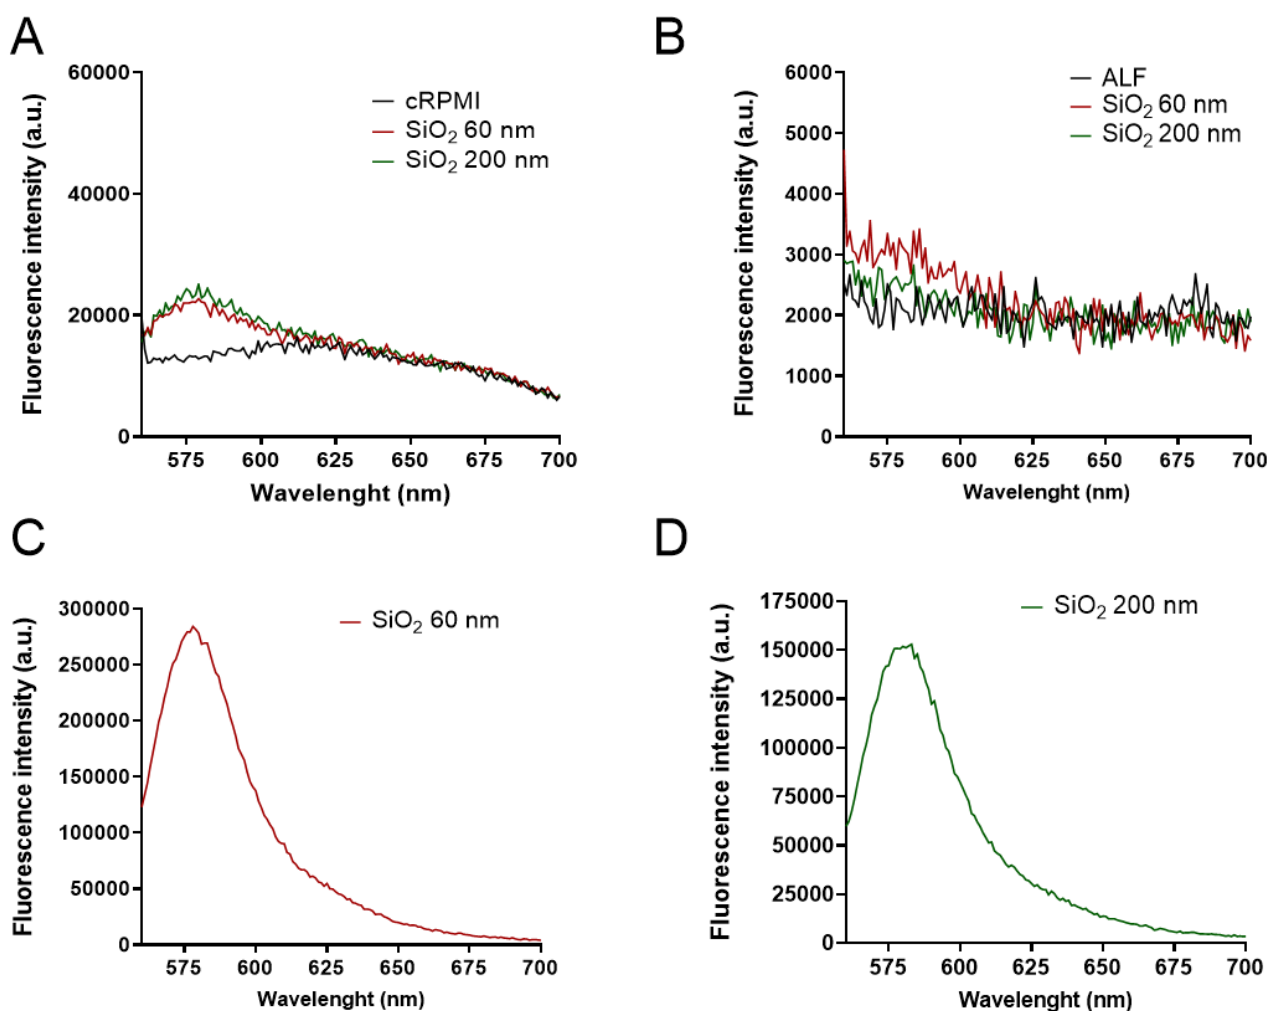 A
Fluorescence intensity (a.u.)
60000
40000
20000
0
cRPMI
SiO₂ 60 nm
SiO₂ 200 nm
575 600 625 650 675 700
Wavelenght (nm)
B
Fluorescence intensity (a.u.)
6000
5000
4000
3000
2000
1000
0
ALF
SiO₂ 60 nm
SiO₂ 200 nm
575 600 625 650 675 700
Wavelenght (nm)
C
Fluorescence intensity (a.u.)
300000
250000
200000
150000
100000
50000
0
SiO₂ 60 nm
575 600 625 650 675 700
Wavelenght (nm)
D
Fluorescence intensity (a.u.)
175000
150000
125000
100000
75000
50000
25000
0
SiO₂ 200 nm
575 600 625 650 675 700
Wavelenght (nm)